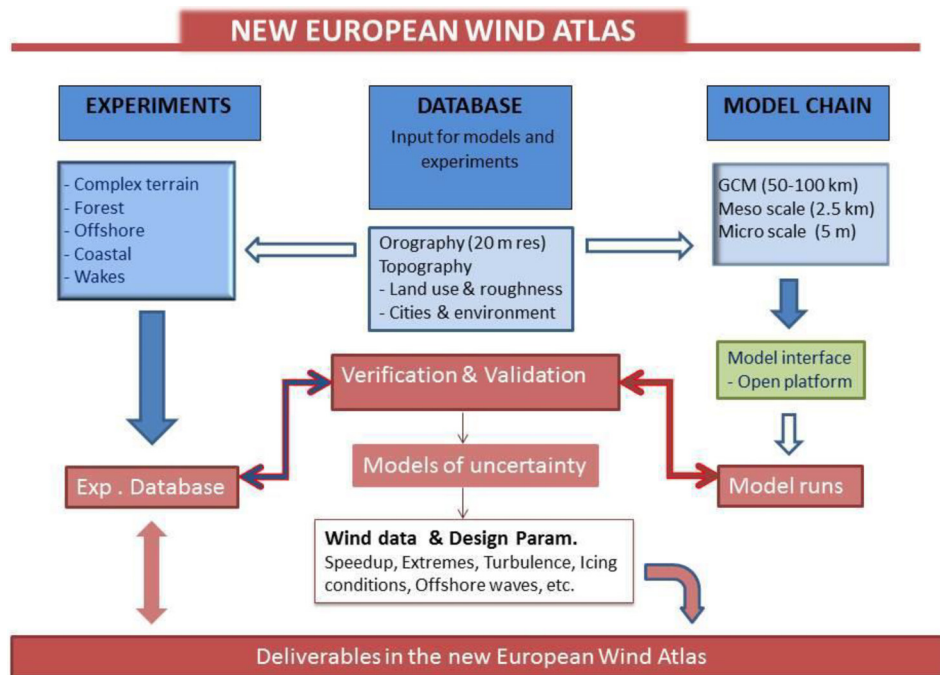 NEW EUROPEAN WIND ATLAS
EXPERIMENTS
- Complex terrain
- Forest
- Offshore
- Coastal
- Wakes
DATABASE
Input for models and
experiments
Orography (20 m res)
Topography
- Land use & roughness
- Cities & environment
MODEL CHAIN
GCM (50-100 km)
Meso scale (2.5 km)
Micro scale (5 m)
Model interface
- Open platform
Verification & Validation
Models of uncertainty
Exp . Database
Model runs
Wind data & Design Param.
Speedup, Extremes, Turbulence, Icing
conditions, Offshore waves, etc.
Deliverables in the new European Wind Atlas